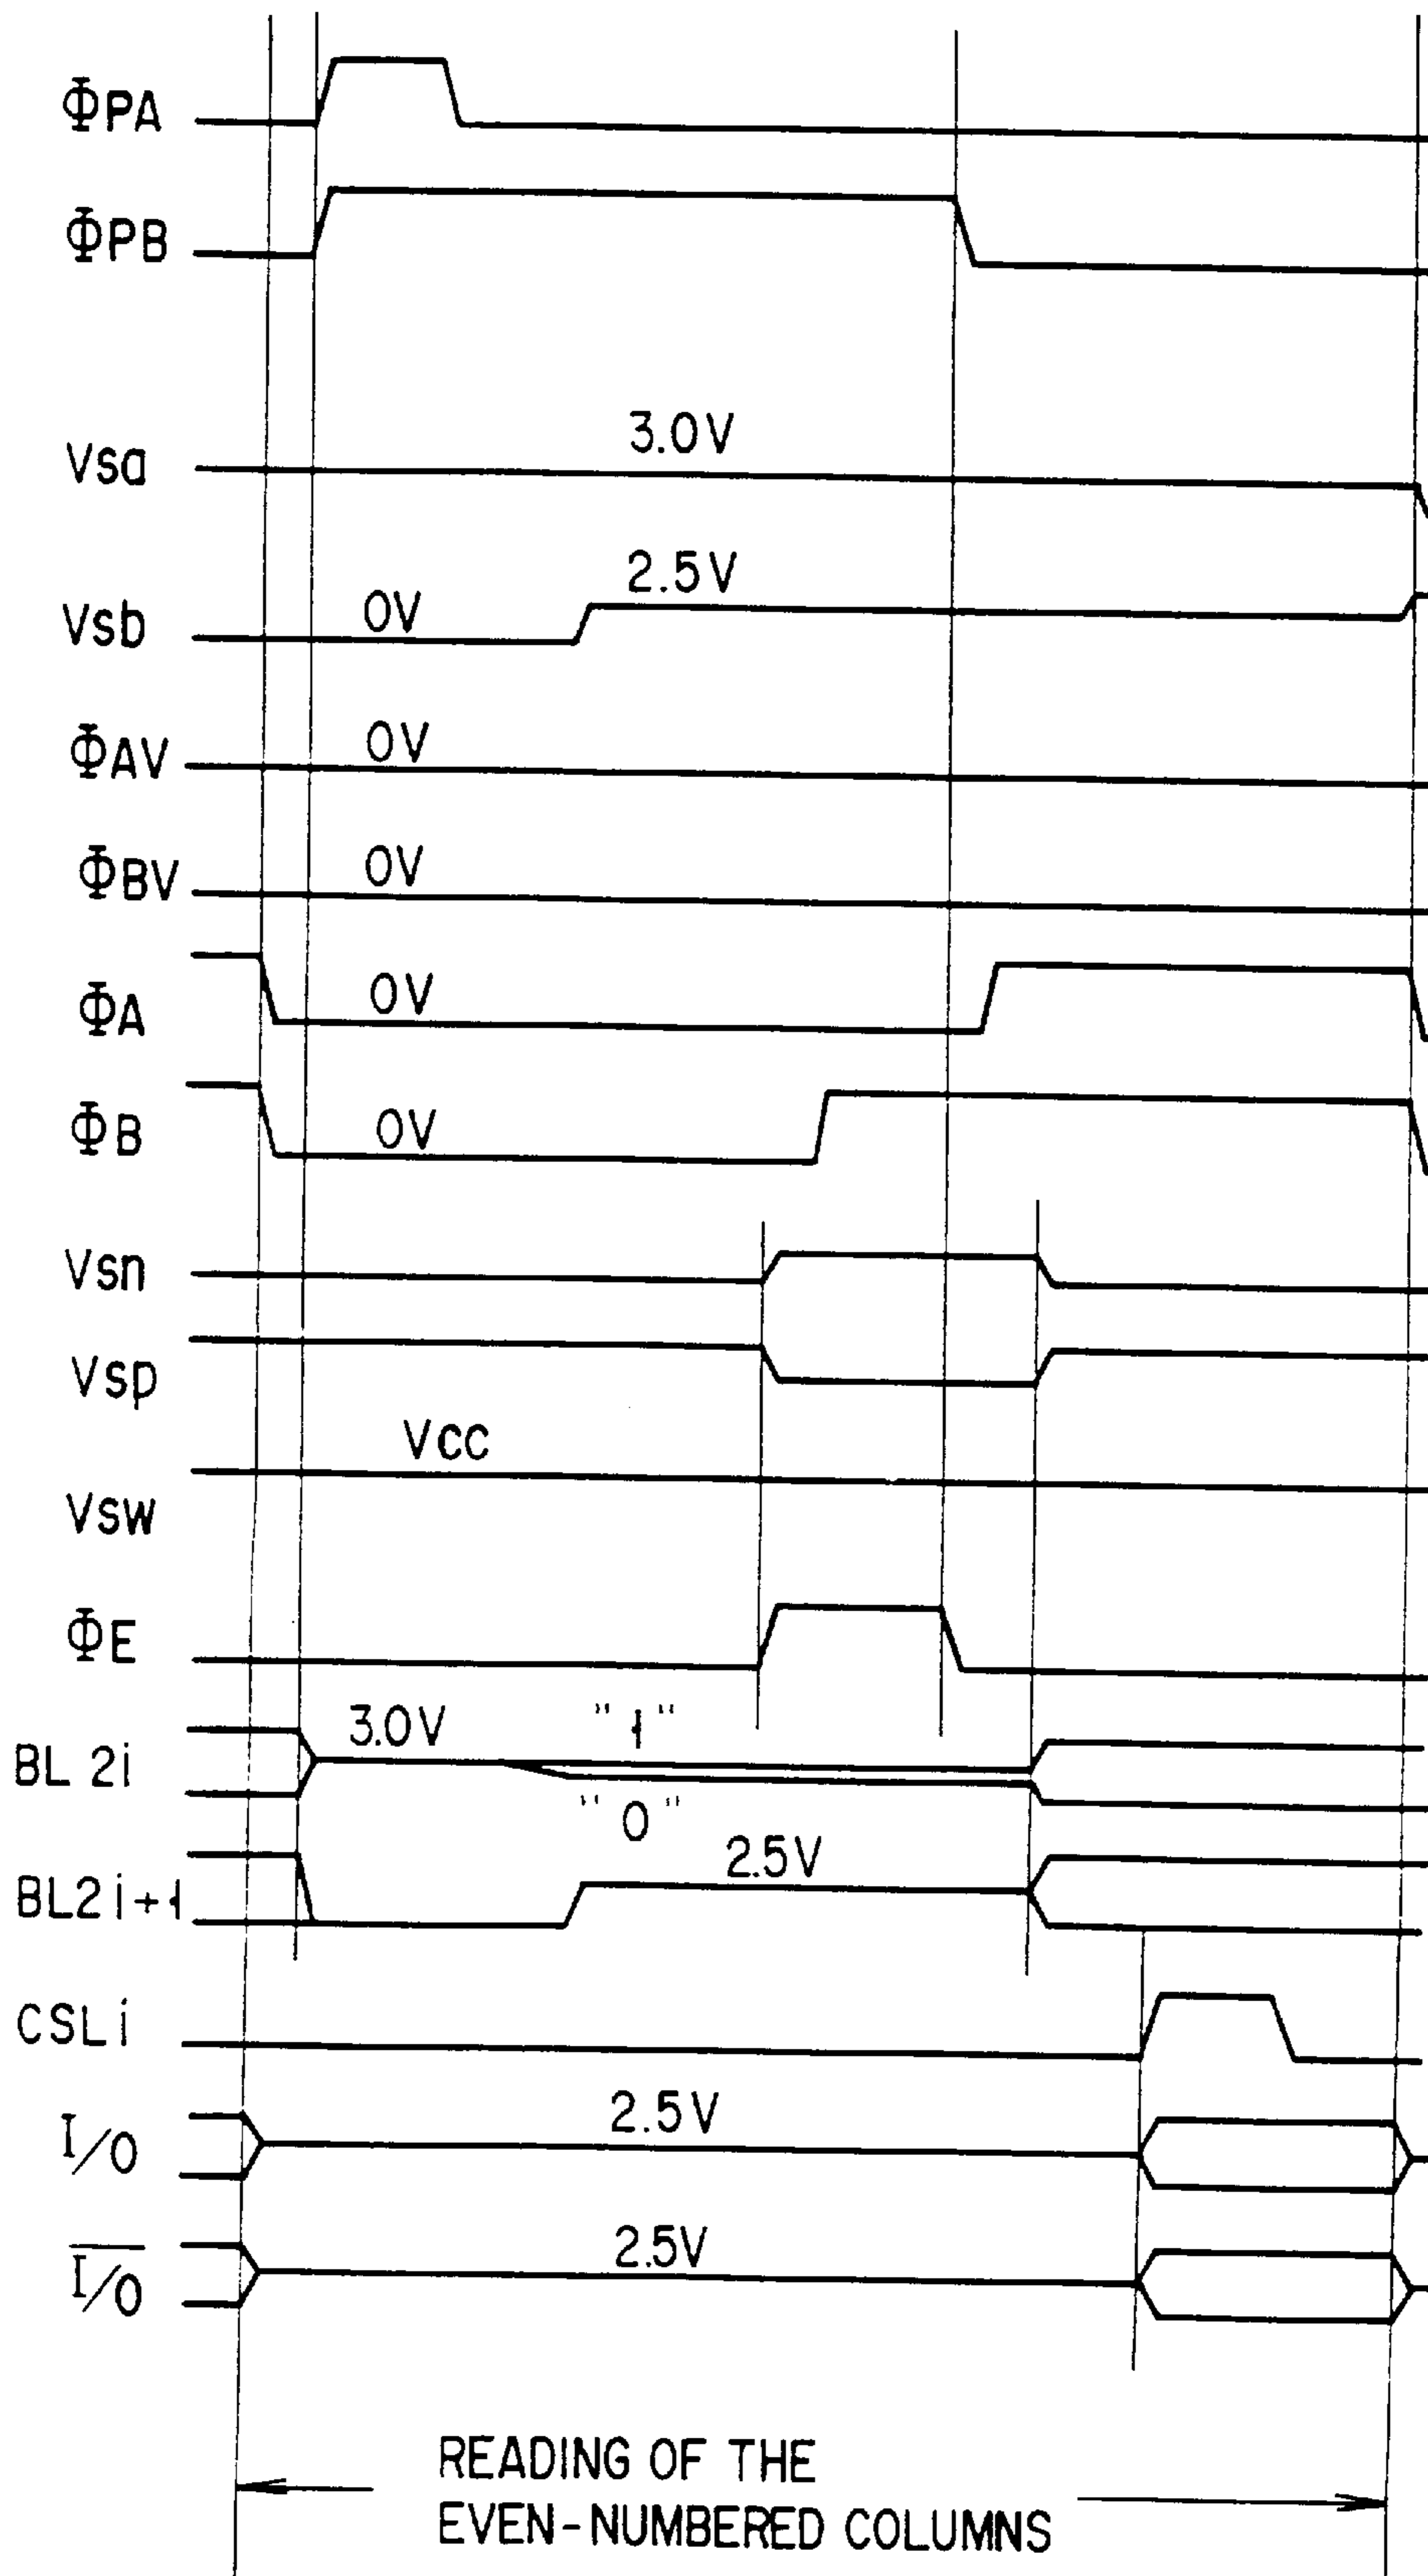 ΦPA
ΦPB
3.0V
Vsa
2.5V
0V
Vsb
0V
ΦAV
0V
ΦBV
0V
ΦA
0V
ΦB
Vsn
Vsp
Vcc
Vsw
ΦE
3.0V "1"
BL 2i
"0"
2.5V
BL2i+1
CSLi
2.5V
I/O
2.5V
I/O
READING OF THE
EVEN-NUMBERED COLUMNS